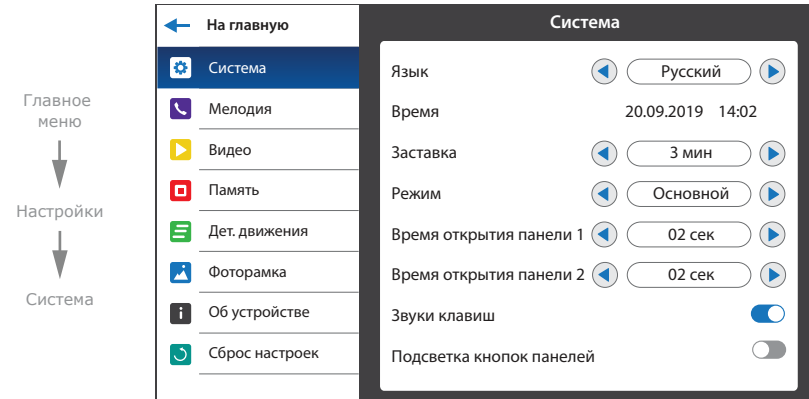 Главное
меню
Настройки
Система
На главную
Система
Мелодия
Видео
Память
Дет. движения
Фоторамка
Об устройстве
Сброс настроек
Система
Язык Русский
Время 20.09.2019 14:02
Заставка 3 мин
Режим Основной
Время открытия панели 1 02 сек
Время открытия панели 2 02 сек
Звуки клавиш
Подсветка кнопок панелей